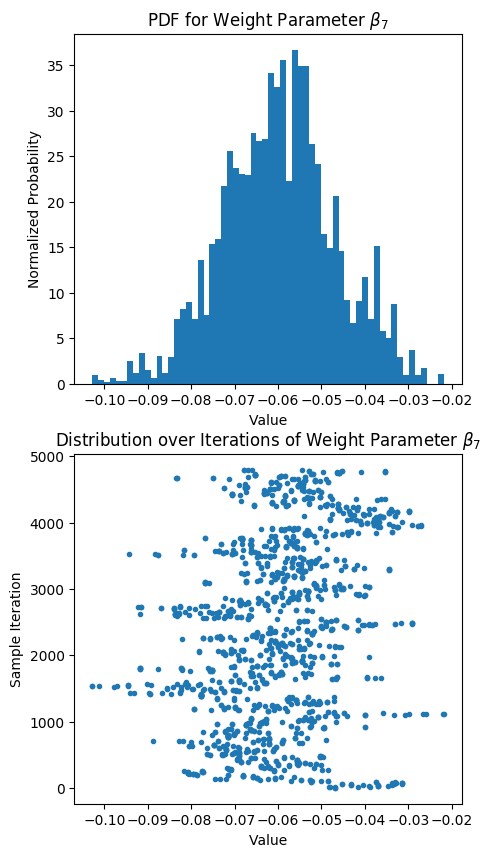 PDF for Weight Parameter β₇
35
30
25
20
15
10
5
0
Normalized Probability
−0.10 −0.09 −0.08 −0.07 −0.06 −0.05 −0.04 −0.03 −0.02
Value
Distribution over Iterations of Weight Parameter β₇
5000
4000
3000
2000
1000
0
Sample Iteration
−0.10 −0.09 −0.08 −0.07 −0.06 −0.05 −0.04 −0.03 −0.02
Value